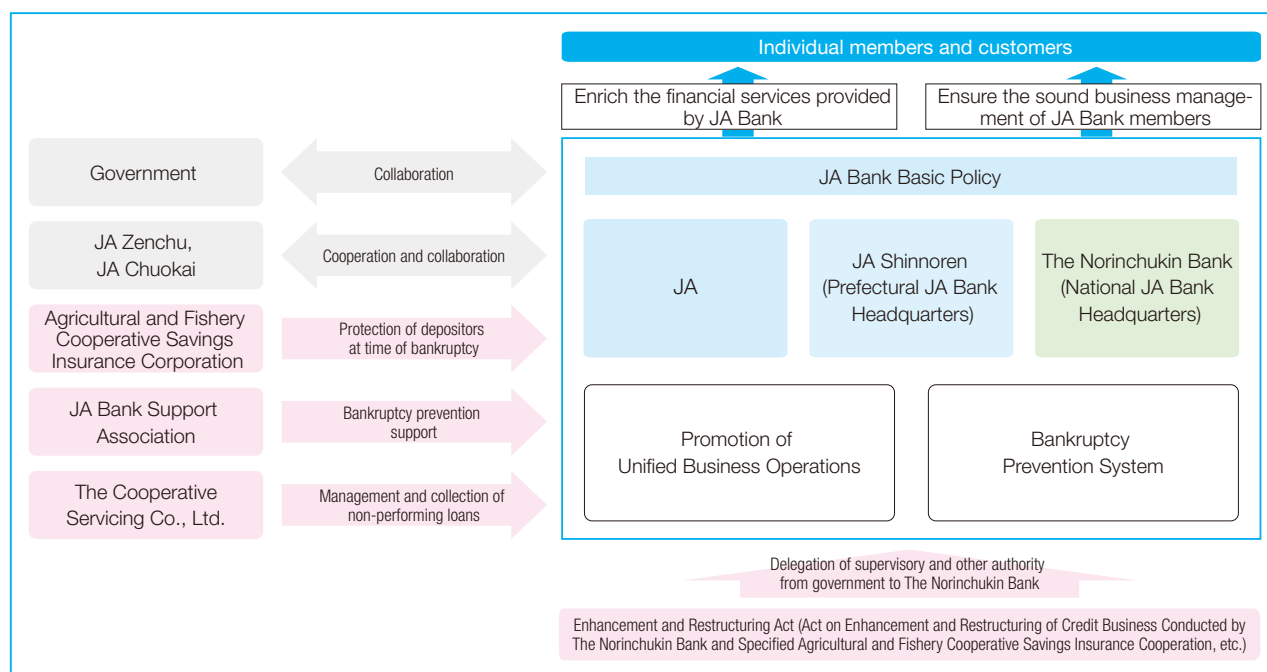 Individual members and customers
Enrich the financial services provided
by JA Bank
Ensure the sound business manage-
ment of JA Bank members
Government
Collaboration
JA Bank Basic Policy
JA Zenchu,
JA Chuokai
Cooperation and collaboration
JA
JA Shinnoren
(Prefectural JA Bank
Headquarters)
The Norinchukin Bank
(National JA Bank
Headquarters)
Agricultural and Fishery
Cooperative Savings
Insurance Corporation
Protection of depositors
at time of bankruptcy
JA Bank Support
Association
Bankruptcy prevention
support
Promotion of
Unified Business Operations
Bankruptcy
Prevention System
The Cooperative
Servicing Co., Ltd.
Management and collection of
non-performing loans
Delegation of supervisory and other authority
from government to The Norinchukin Bank
Enhancement and Restructuring Act (Act on Enhancement and Restructuring of Credit Business Conducted by
The Norinchukin Bank and Specified Agricultural and Fishery Cooperative Savings Insurance Cooperation, etc.)